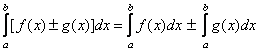 ∫_a^b [f(x) ± g(x)]dx = ∫_a^b f(x)dx ± ∫_a^b g(x)dx